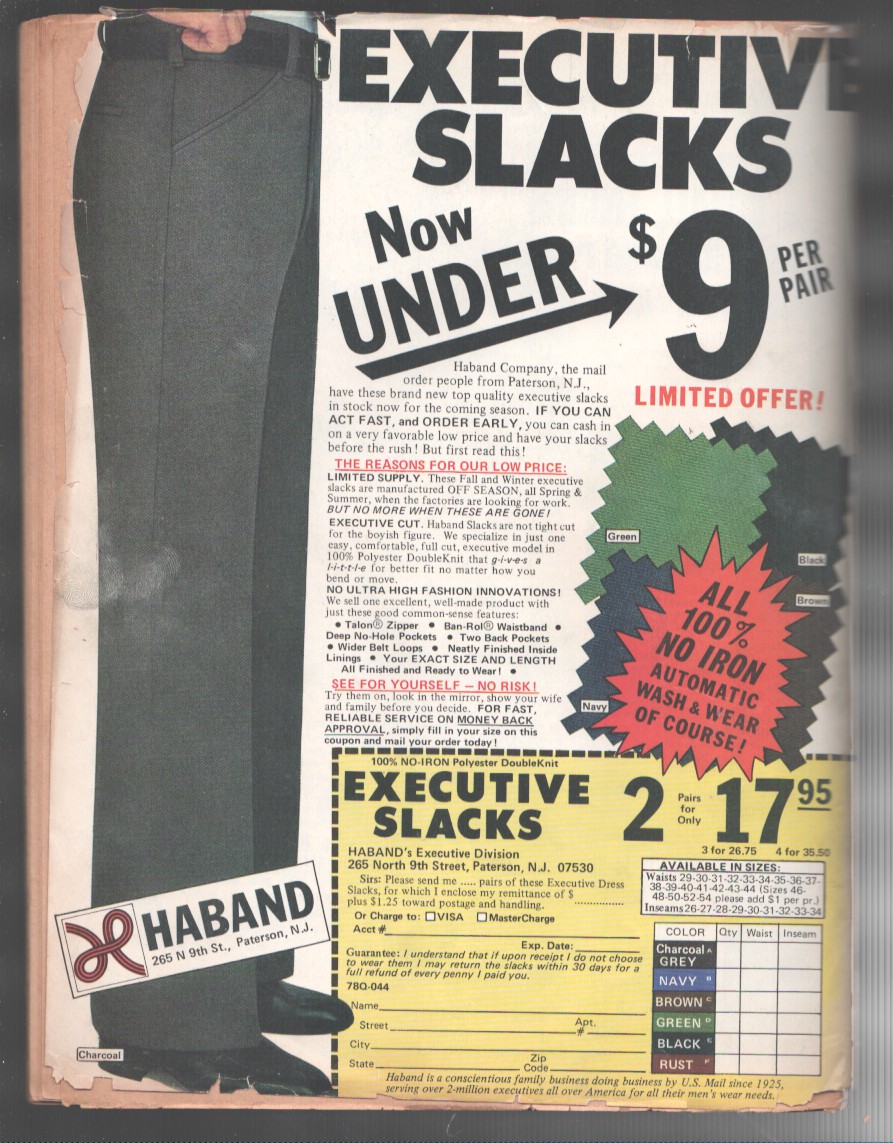 EXECUTIVE
SLACKS
Now
UNDER
$9 PER
PAIR
LIMITED OFFER!
Haband Company, the mail
order people from Paterson, N.J.,
have these brand new top quality executive slacks
in stock now for the coming season. IF YOU CAN
ACT FAST, and ORDER EARLY, you can cash in
on a very favorable low price and have your slacks
before the rush! But first read this!
THE REASONS FOR OUR LOW PRICE:
LIMITED SUPPLY. These Fall and Winter executive
slacks are manufactured OFF SEASON, all Spring &
Summer, when the factories are looking for work.
BUT NO MORE WHEN THESE ARE GONE!
EXECUTIVE CUT. Haband Slacks are not tight cut
for the boyish figure. We specialize in just one
easy, comfortable, full cut, executive model in
100% Polyester DoubleKnit that g-i-v-e-s a
l-i-t-t-l-e for better fit no matter how you
bend or move.
NO ULTRA HIGH FASHION INNOVATIONS!
We sell one excellent, well-made product with
just these good common-sense features:
• Talon® Zipper • Ban-Rol® Waistband •
Deep No-Hole Pockets • Two Back Pockets
• Wider Belt Loops • Neatly Finished Inside
Linings • Your EXACT SIZE AND LENGTH
All Finished and Ready to Wear! •
SEE FOR YOURSELF — NO RISK!
Try them on, look in the mirror, show your wife
and family before you decide. FOR FAST,
RELIABLE SERVICE ON MONEY BACK
APPROVAL, simply fill in your size on this
coupon and mail your order today!
Green
Black
Brown
Navy
ALL
100%
NO IRON
AUTOMATIC
WASH & WEAR
OF COURSE!
100% NO-IRON Polyester DoubleKnit
EXECUTIVE
SLACKS
2 Pairs
for
Only 17 95
3 for 26.75 4 for 35.50
HABAND's Executive Division
265 North 9th Street, Paterson, N.J. 07530
Sirs: Please send me ..... pairs of these Executive Dress
Slacks, for which I enclose my remittance of $
plus $1.25 toward postage and handling. ..............
Or Charge to: □VISA □MasterCharge
Acct #
Exp. Date:
Guarantee: I understand that if upon receipt I do not choose
to wear them I may return the slacks within 30 days for a
full refund of every penny I paid you.
78Q-044
Name
Street Apt. #
City
State Zip Code
AVAILABLE IN SIZES:
Waists 29-30-31-32-33-34-35-36-37-
38-39-40-41-42-43-44 (Sizes 46-
48-50-52-54 please add $1 per pr.)
Inseams 26-27-28-29-30-31-32-33-34
COLOR Qty Waist Inseam
Charcoal A
GREY
NAVY B
BROWN C
GREEN D
BLACK E
RUST F
Haband is a conscientious family business doing business by U.S. Mail since 1925,
serving over 2-million executives all over America for all their men's wear needs.
HABAND
265 N 9th St., Paterson, N.J.
Charcoal